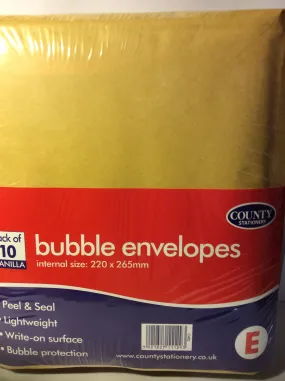 COUNTY
STATIONERY
ack of
10
ANILLA
bubble envelopes
internal size: 220 x 265mm
Peel & Seal
Lightweight
• Write-on surface
• Bubble protection
www.countystationery.co.uk
E